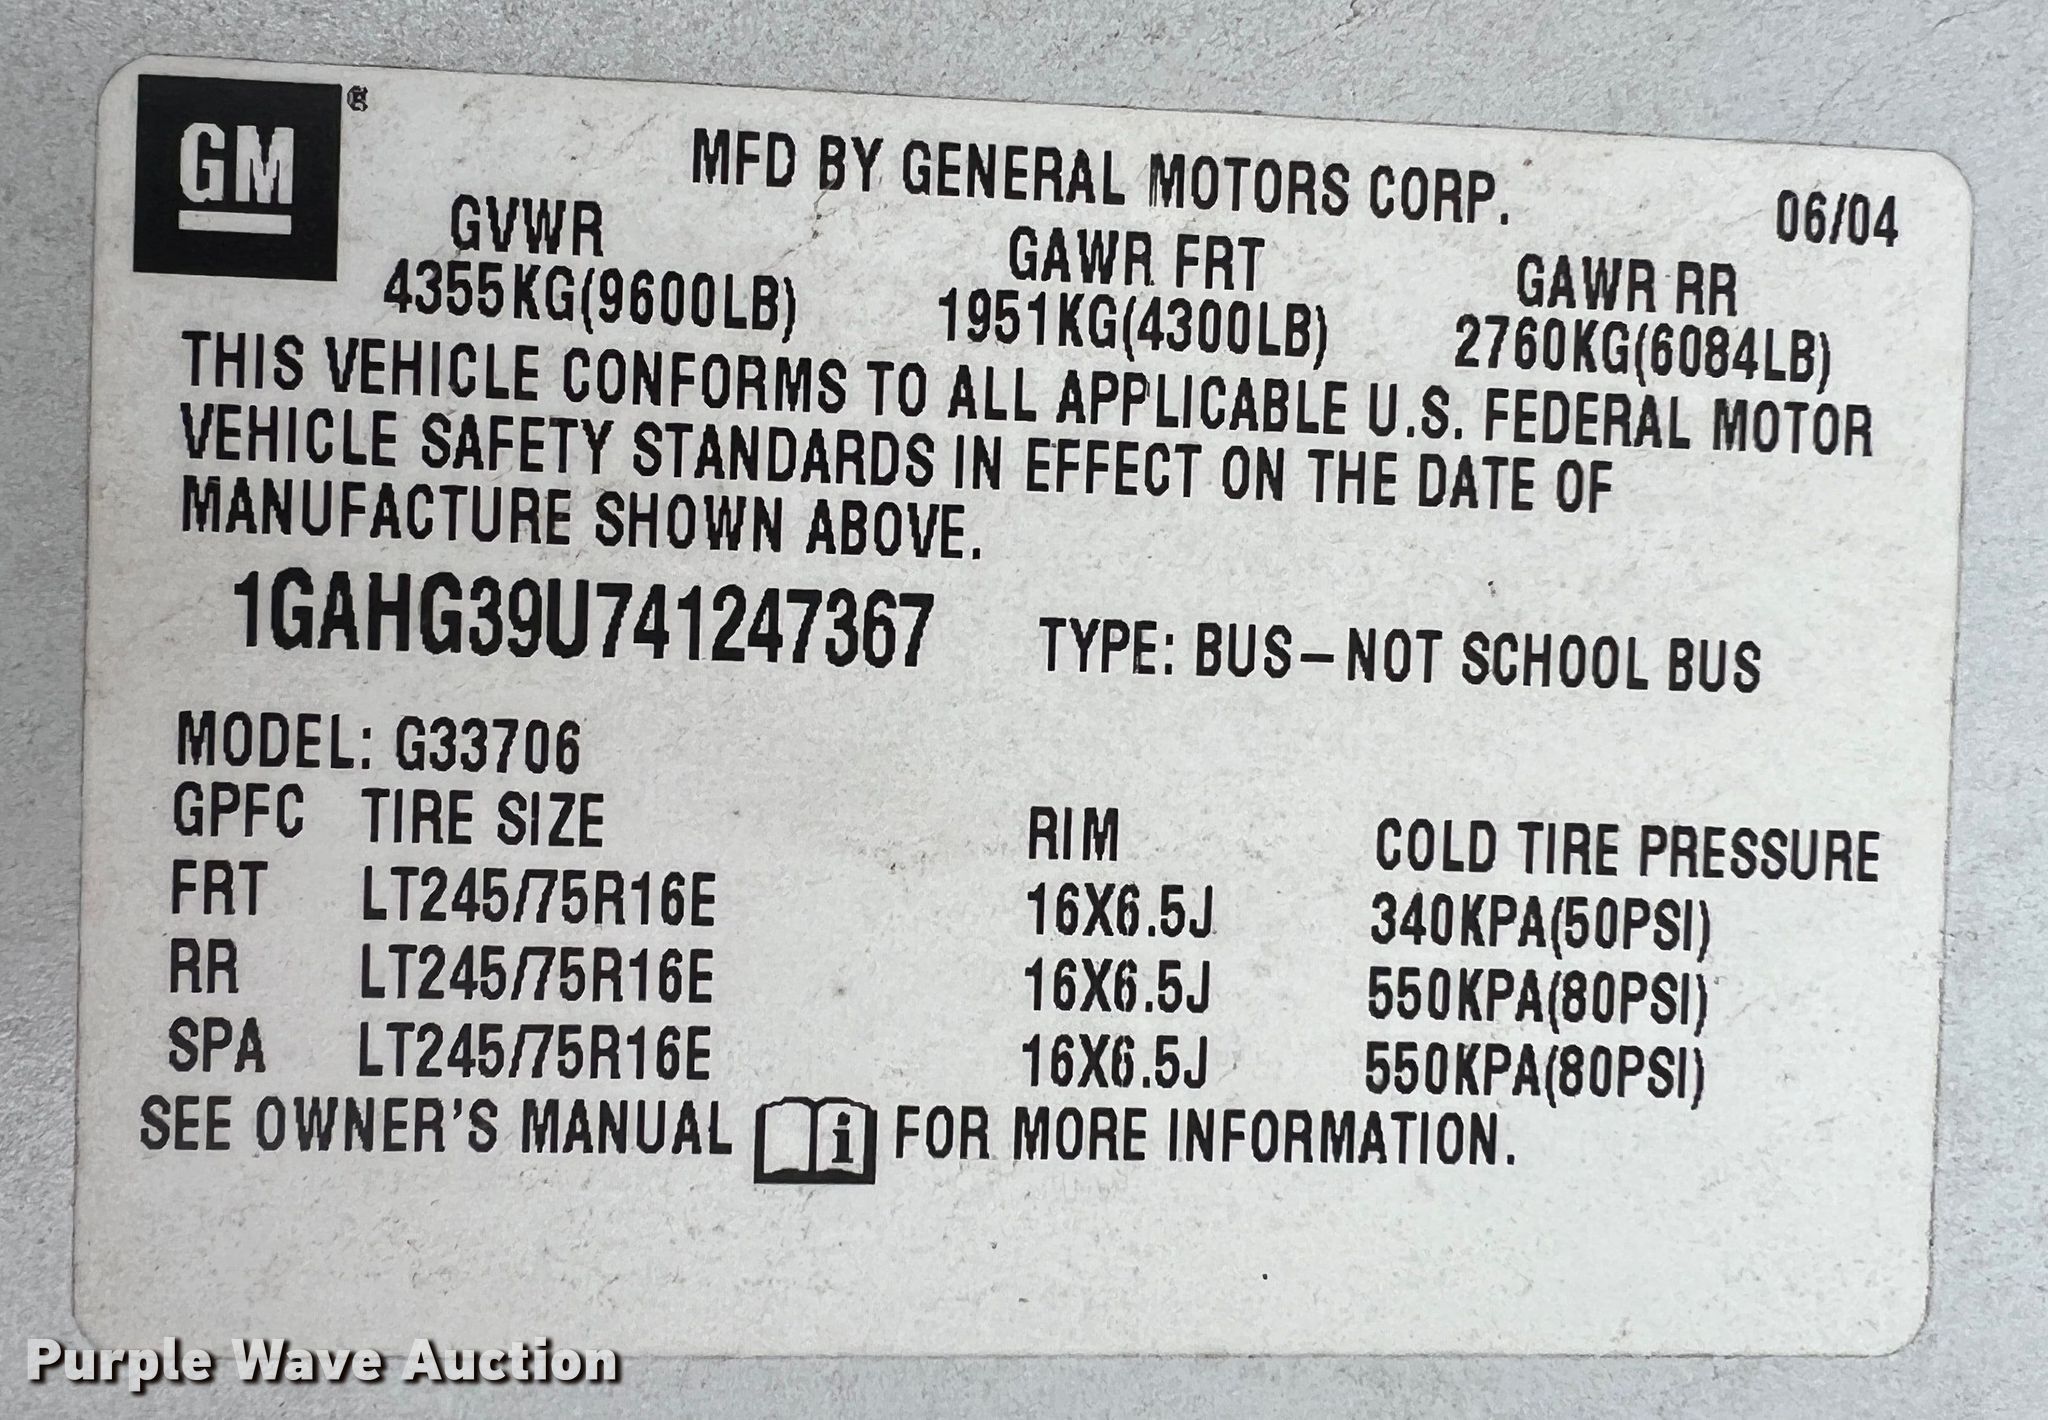 GM®
MFD BY GENERAL MOTORS CORP. 06/04
GVWR GAWR FRT GAWR RR
4355KG(9600LB) 1951KG(4300LB) 2760KG(6084LB)
THIS VEHICLE CONFORMS TO ALL APPLICABLE U.S. FEDERAL MOTOR
VEHICLE SAFETY STANDARDS IN EFFECT ON THE DATE OF
MANUFACTURE SHOWN ABOVE.
1GAHG39U741247367 TYPE: BUS–NOT SCHOOL BUS
MODEL: G33706
GPFC TIRE SIZE RIM COLD TIRE PRESSURE
FRT LT245/75R16E 16X6.5J 340KPA(50PSI)
RR LT245/75R16E 16X6.5J 550KPA(80PSI)
SPA LT245/75R16E 16X6.5J 550KPA(80PSI)
SEE OWNER'S MANUAL i FOR MORE INFORMATION.
Purple Wave Auction